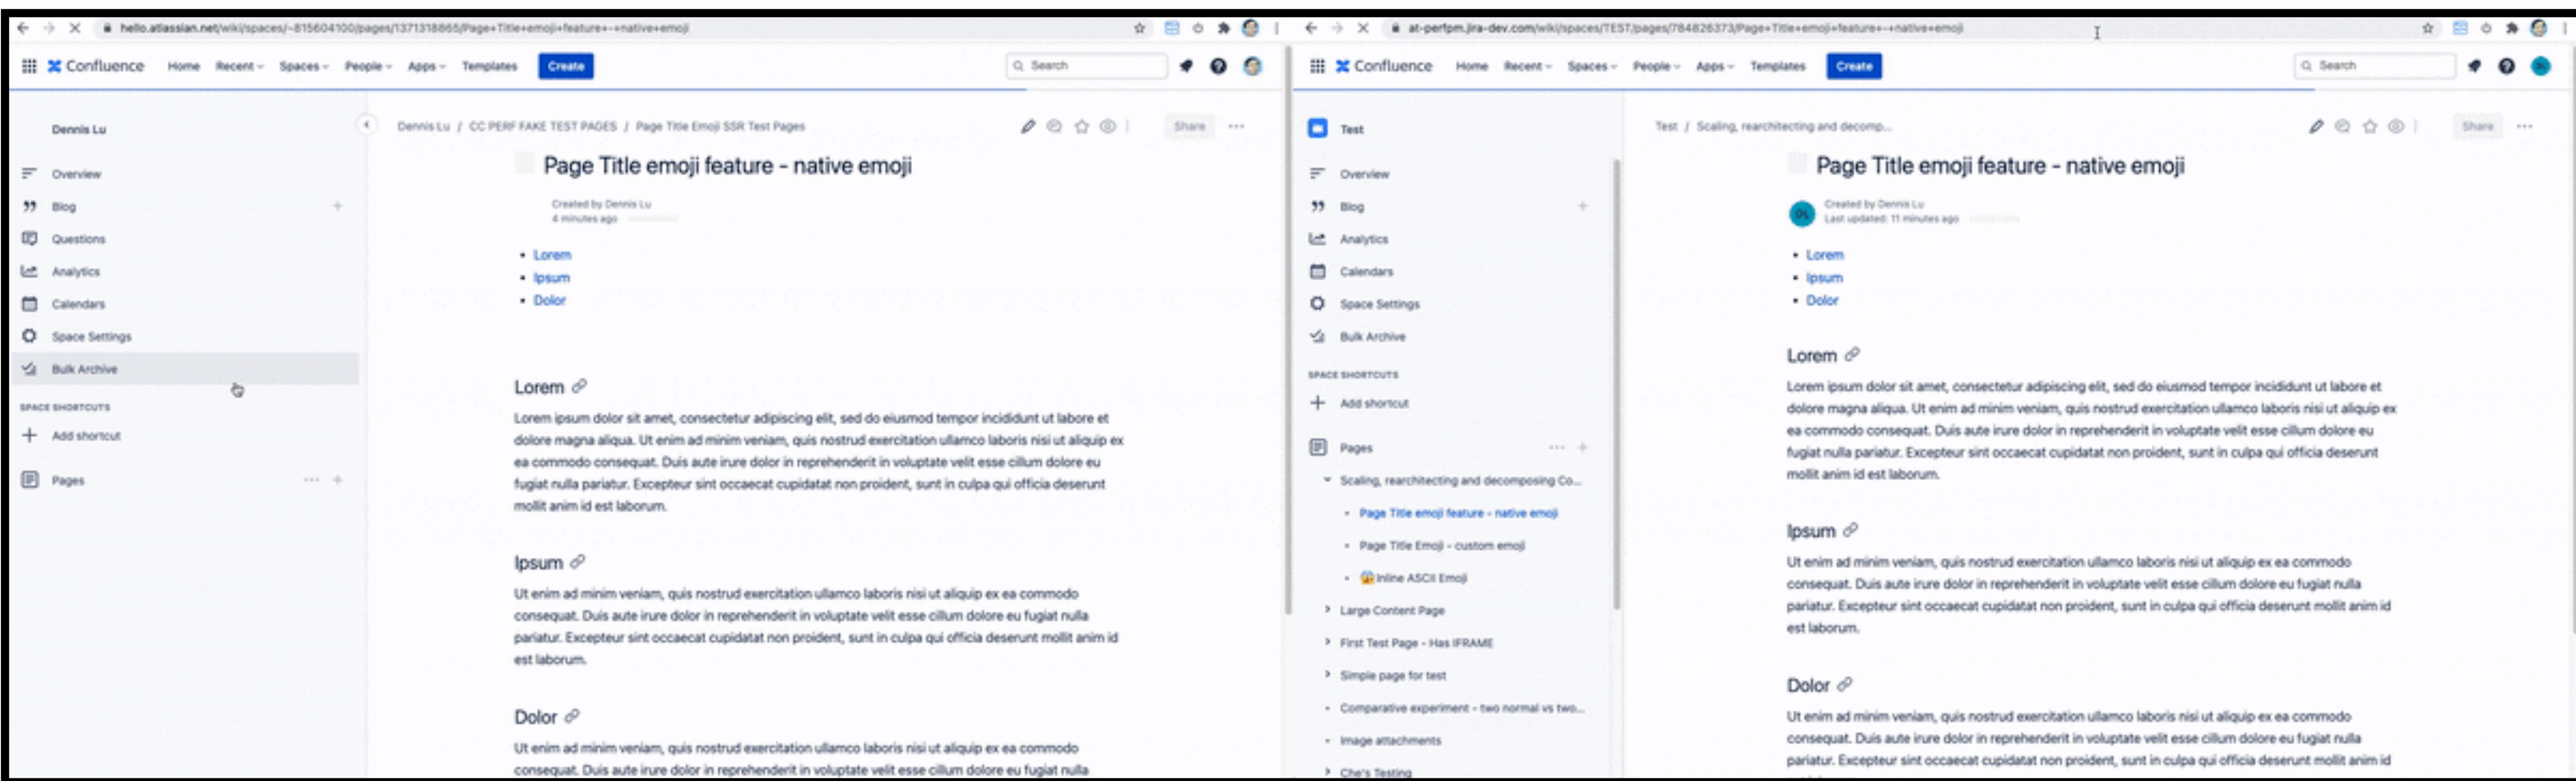 hello.atlassian.net/wiki/spaces/~815604100/pages/1371318865/Page+Title+emoji+feature+-+native+emoji
Confluence Home Recent Spaces People Apps Templates Create Search
Dennis Lu
Overview
Blog
Questions
Analytics
Calendars
Space Settings
Bulk Archive
SPACE SHORTCUTS
Add shortcut
Pages
Dennis Lu / CC PERF FAKE TEST PAGES / Page Title Emoji SSR Test Pages
Share
Page Title emoji feature - native emoji
Created by Dennis Lu
4 minutes ago
• Lorem
• Ipsum
• Dolor
Lorem
Lorem ipsum dolor sit amet, consectetur adipiscing elit, sed do eiusmod tempor incididunt ut labore et
dolore magna aliqua. Ut enim ad minim veniam, quis nostrud exercitation ullamco laboris nisi ut aliquip ex
ea commodo consequat. Duis aute irure dolor in reprehenderit in voluptate velit esse cillum dolore eu
fugiat nulla pariatur. Excepteur sint occaecat cupidatat non proident, sunt in culpa qui officia deserunt
mollit anim id est laborum.
Ipsum
Ut enim ad minim veniam, quis nostrud exercitation ullamco laboris nisi ut aliquip ex ea commodo
consequat. Duis aute irure dolor in reprehenderit in voluptate velit esse cillum dolore eu fugiat nulla
pariatur. Excepteur sint occaecat cupidatat non proident, sunt in culpa qui officia deserunt mollit anim id
est laborum.
Dolor
Ut enim ad minim veniam, quis nostrud exercitation ullamco laboris nisi ut aliquip ex ea commodo
consequat. Duis aute irure dolor in reprehenderit in voluptate velit esse cillum dolore eu fugiat nulla
at-perfpm.jira-dev.com/wiki/spaces/TEST/pages/784826373/Page+Title+emoji+feature+-+native+emoji
Confluence Home Recent Spaces People Apps Templates Create Search
Test
Overview
Blog
Analytics
Calendars
Space Settings
Bulk Archive
SPACE SHORTCUTS
Add shortcut
Pages
Scaling, rearchitecting and decomposing Co...
• Page Title emoji feature - native emoji
• Page Title Emoji - custom emoji
• 😱Inline ASCII Emoji
Large Content Page
First Test Page - Has IFRAME
Simple page for test
• Comparative experiment - two normal vs two...
• Image attachments
Che's Testing
Test / Scaling, rearchitecting and decomp...
Share
Page Title emoji feature - native emoji
DL
Created by Dennis Lu
Last updated: 11 minutes ago
• Lorem
• Ipsum
• Dolor
Lorem
Lorem ipsum dolor sit amet, consectetur adipiscing elit, sed do eiusmod tempor incididunt ut labore et
dolore magna aliqua. Ut enim ad minim veniam, quis nostrud exercitation ullamco laboris nisi ut aliquip ex
ea commodo consequat. Duis aute irure dolor in reprehenderit in voluptate velit esse cillum dolore eu
fugiat nulla pariatur. Excepteur sint occaecat cupidatat non proident, sunt in culpa qui officia deserunt
mollit anim id est laborum.
Ipsum
Ut enim ad minim veniam, quis nostrud exercitation ullamco laboris nisi ut aliquip ex ea commodo
consequat. Duis aute irure dolor in reprehenderit in voluptate velit esse cillum dolore eu fugiat nulla
pariatur. Excepteur sint occaecat cupidatat non proident, sunt in culpa qui officia deserunt mollit anim id
est laborum.
Dolor
Ut enim ad minim veniam, quis nostrud exercitation ullamco laboris nisi ut aliquip ex ea commodo
consequat. Duis aute irure dolor in reprehenderit in voluptate velit esse cillum dolore eu fugiat nulla
pariatur. Excepteur sint occaecat cupidatat non proident, sunt in culpa qui officia deserunt mollit anim id